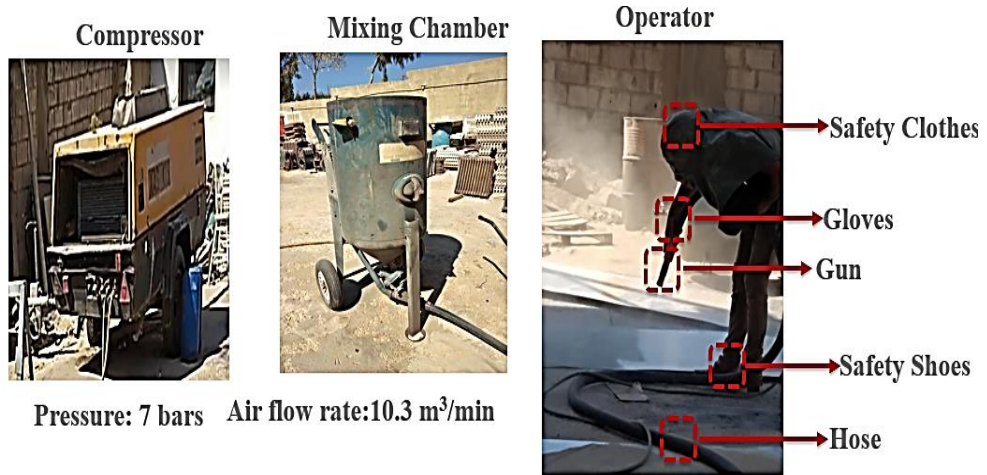 Compressor
Mixing Chamber
Operator
Safety Clothes
Gloves
Gun
Safety Shoes
Hose
Pressure: 7 bars
Air flow rate:10.3 m³/min